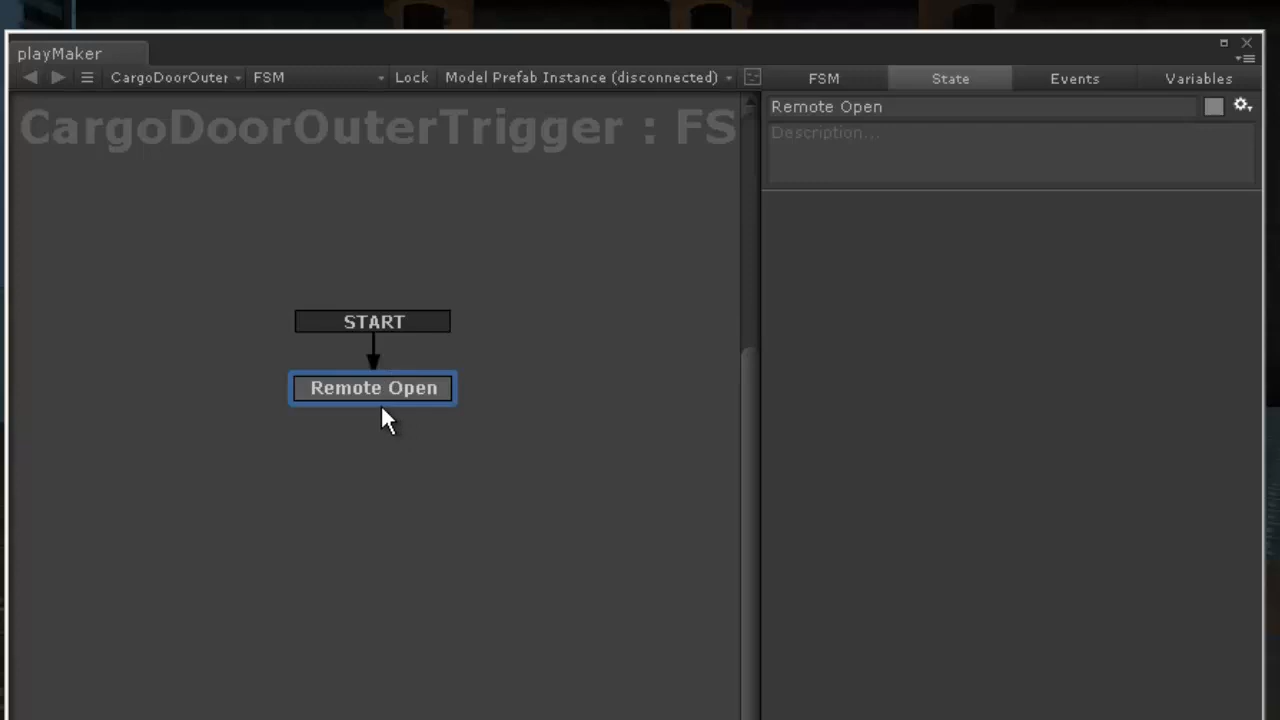 playMaker
CargoDoorOuter FSM Lock Model Prefab Instance (disconnected) FSM State Events Variables
CargoDoorOuterTrigger : FS
Remote Open
Description...
START
Remote Open